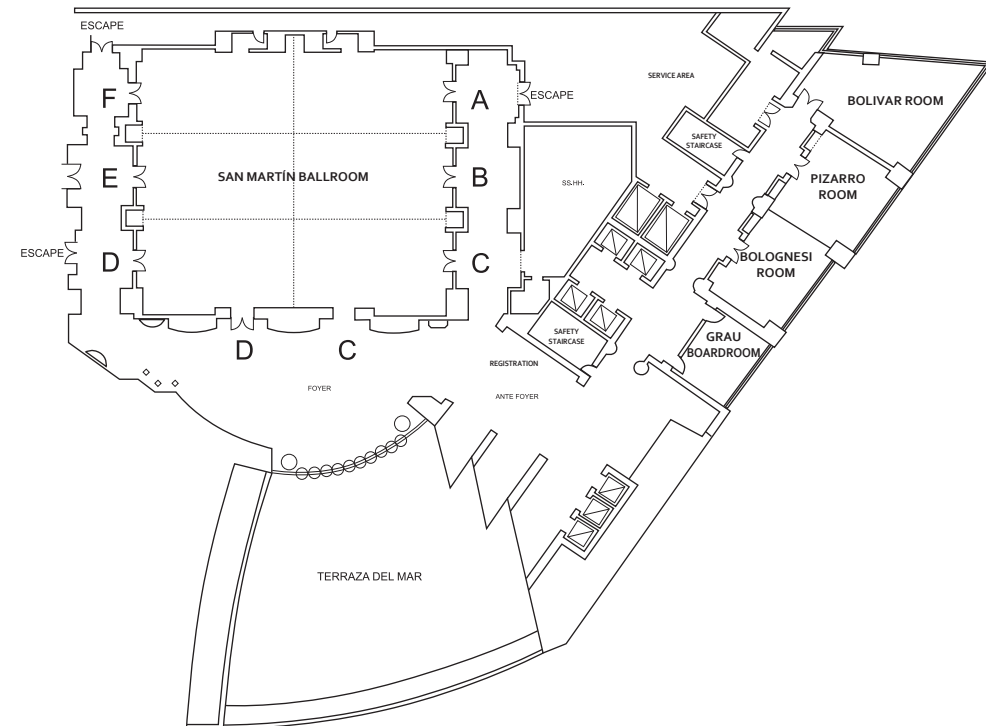 ESCAPE
SERVICE AREA
F
A
ESCAPE
BOLIVAR ROOM
SAFETY
STAIRCASE
E
SAN MARTÍN BALLROOM
B
SS.HH.
PIZARRO
ROOM
ESCAPE
D
C
BOLOGNESI
ROOM
SAFETY
STAIRCASE
GRAU
BOARDROOM
D
C
REGISTRATION
FOYER
ANTE FOYER
TERRAZA DEL MAR